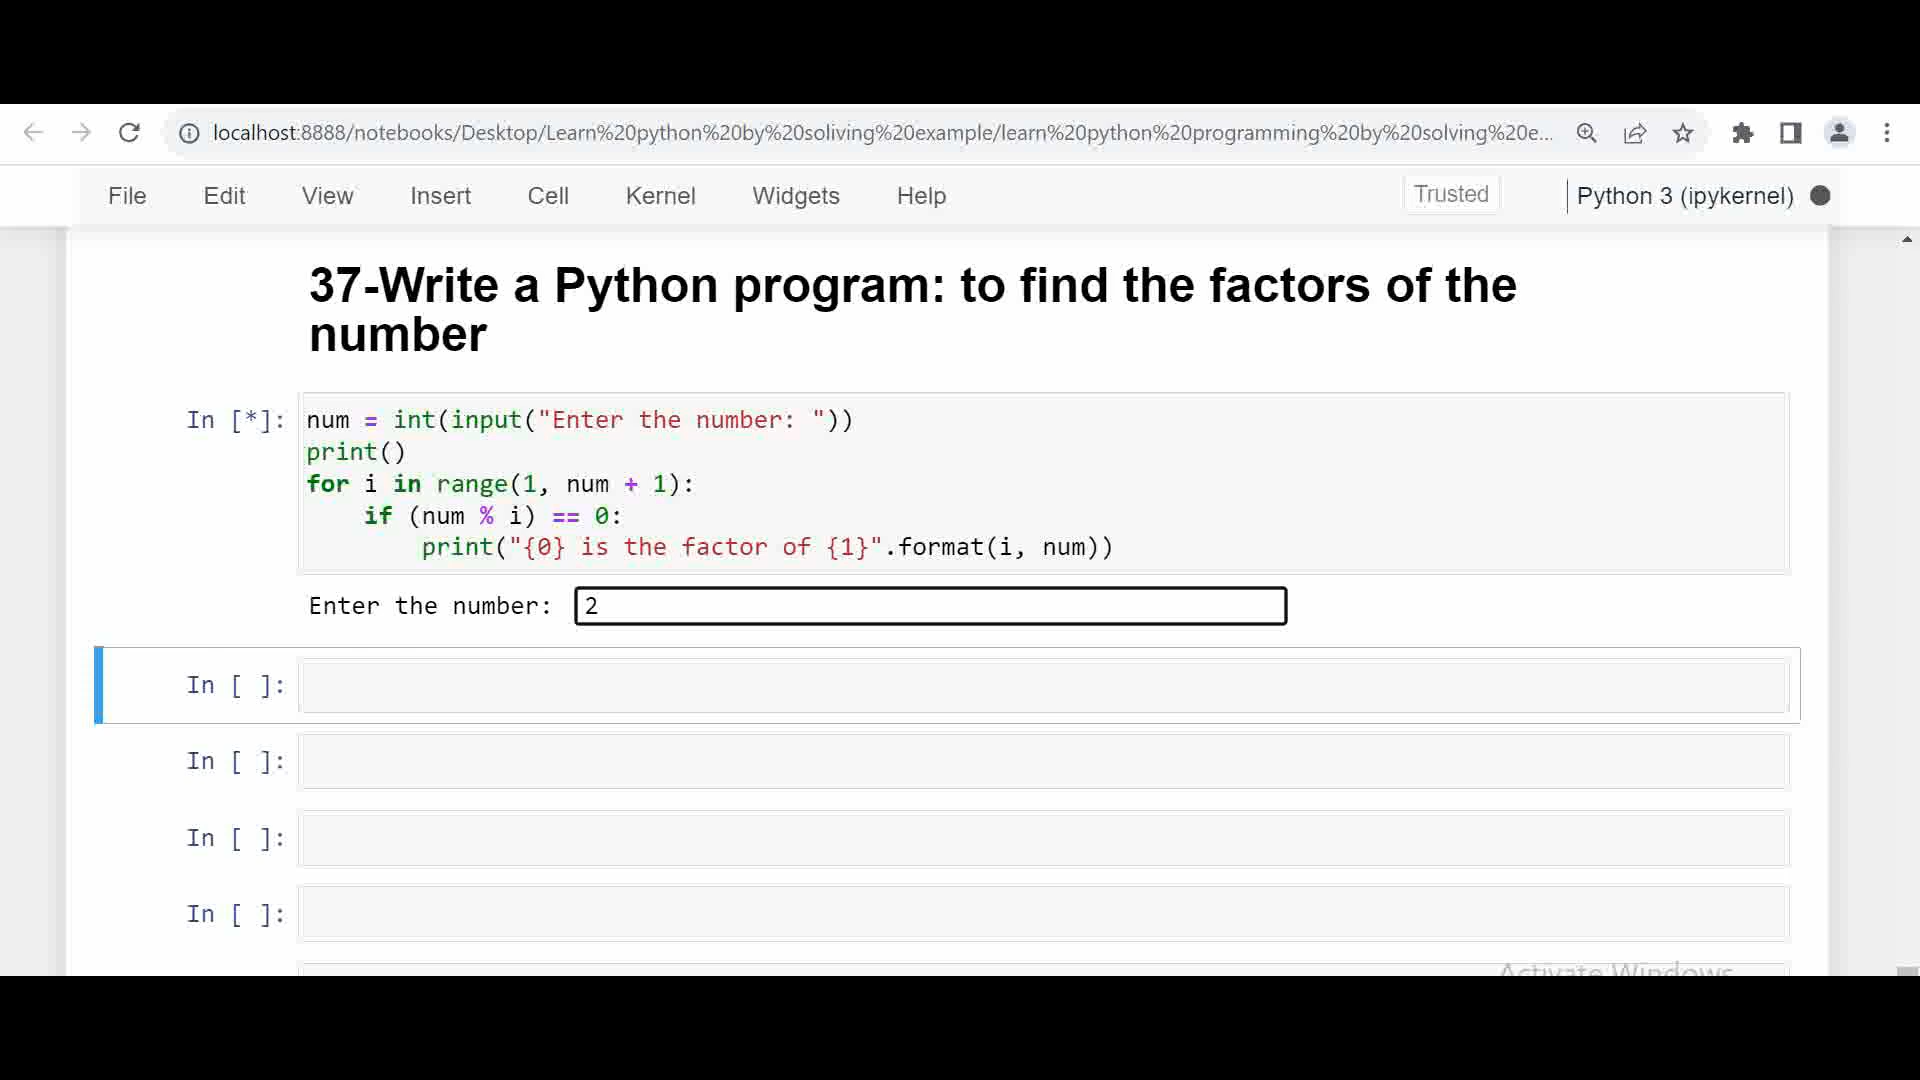 localhost:8888/notebooks/Desktop/Learn%20python%20by%20soliving%20example/learn%20python%20programming%20by%20solving%20e...
File Edit View Insert Cell Kernel Widgets Help Trusted Python 3 (ipykernel)
37-Write a Python program: to find the factors of the
number
In [*]: num = int(input("Enter the number: "))
print()
for i in range(1, num + 1):
    if (num % i) == 0:
        print("{0} is the factor of {1}".format(i, num))
Enter the number: 2
In [ ]:
In [ ]:
In [ ]:
In [ ]:
Activate Windows